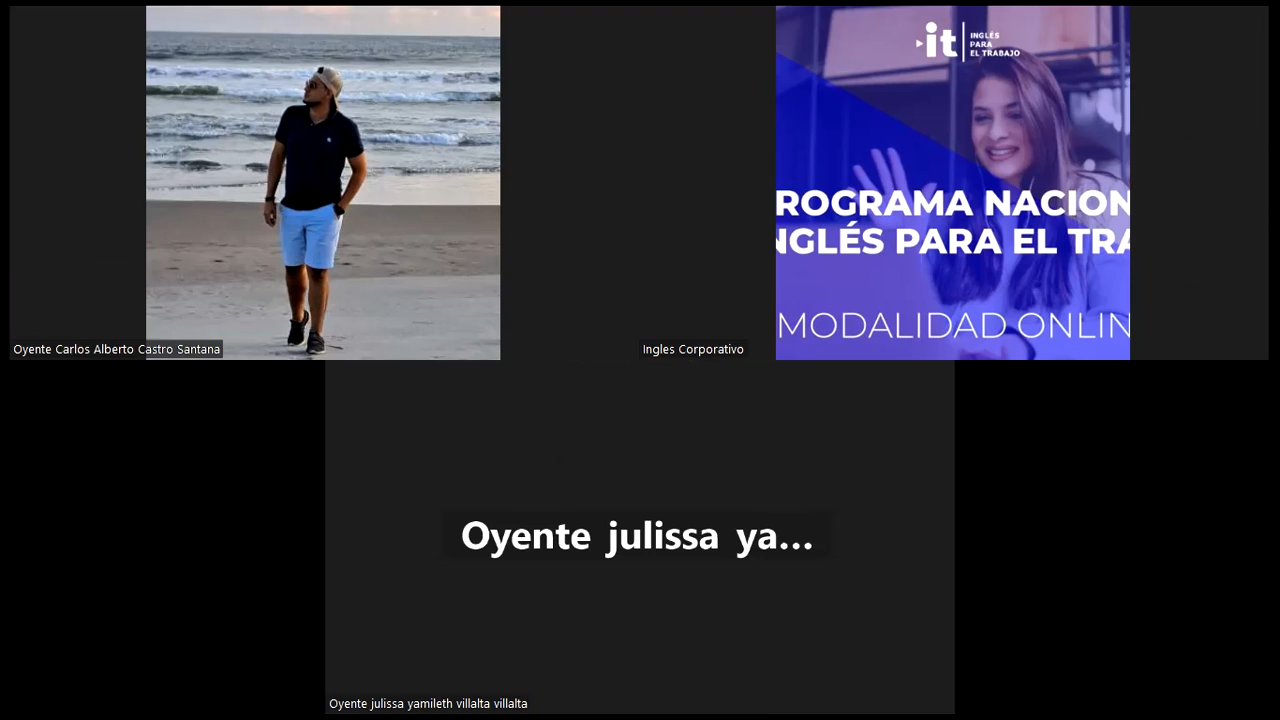 it
INGLÉS
PARA
EL TRABAJO
ROGRAMA NACION
NGLÉS PARA EL TRA
MODALIDAD ONLIN
Oyente Carlos Alberto Castro Santana
Ingles Corporativo
Oyente julissa ya...
Oyente julissa yamileth villalta villalta